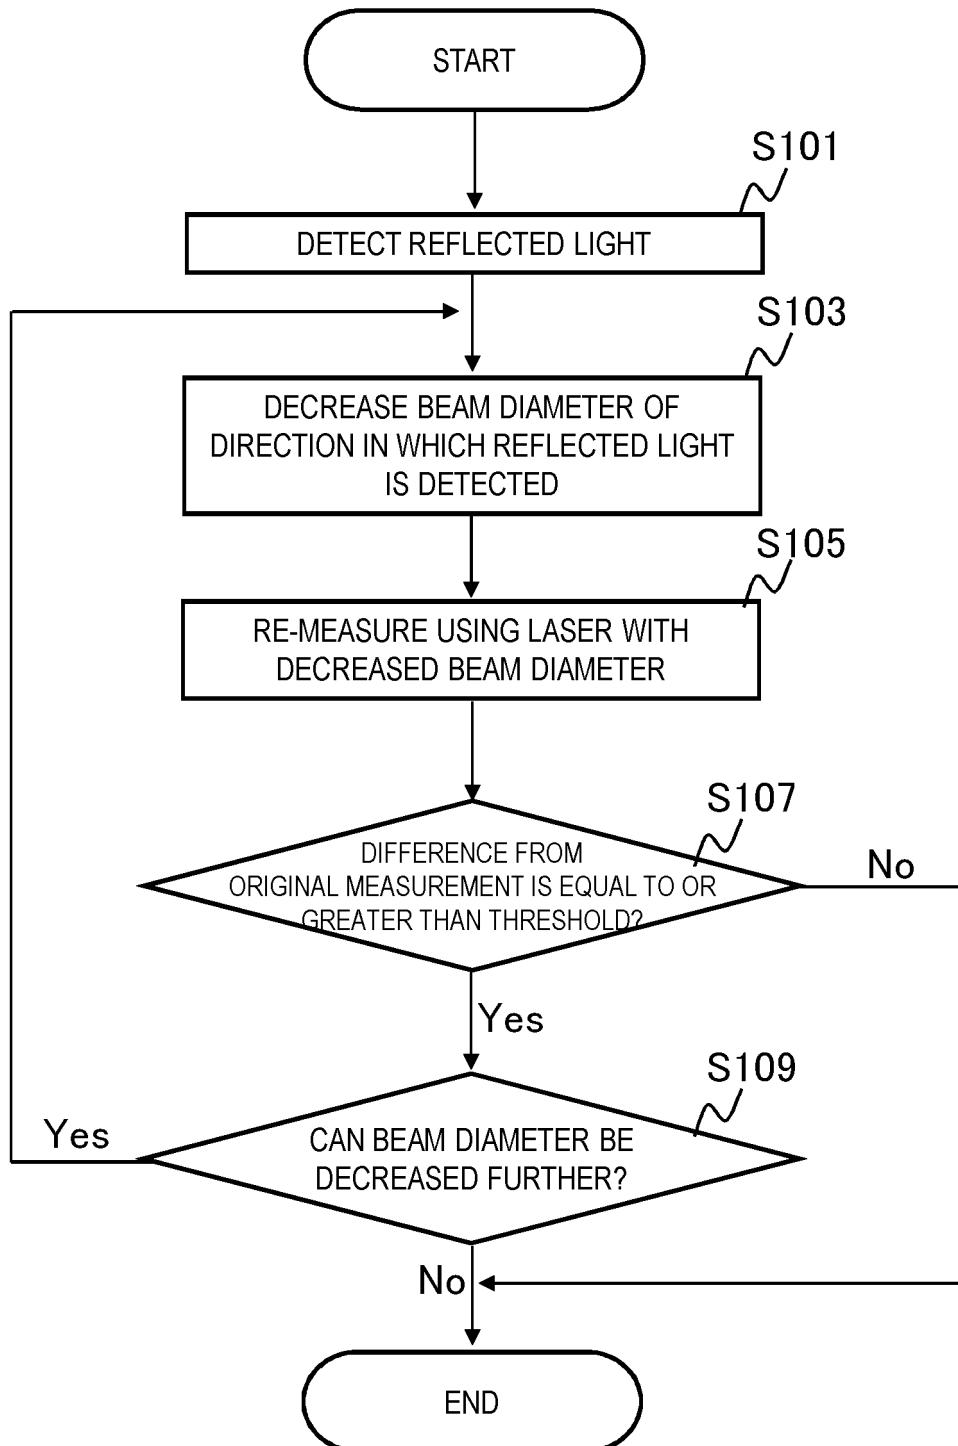 START
S101
DETECT REFLECTED LIGHT
S103
DECREASE BEAM DIAMETER OF
DIRECTION IN WHICH REFLECTED LIGHT
IS DETECTED
S105
RE-MEASURE USING LASER WITH
DECREASED BEAM DIAMETER
S107
DIFFERENCE FROM
ORIGINAL MEASUREMENT IS EQUAL TO OR
GREATER THAN THRESHOLD?
No
Yes
S109
CAN BEAM DIAMETER BE
DECREASED FURTHER?
Yes
No
END